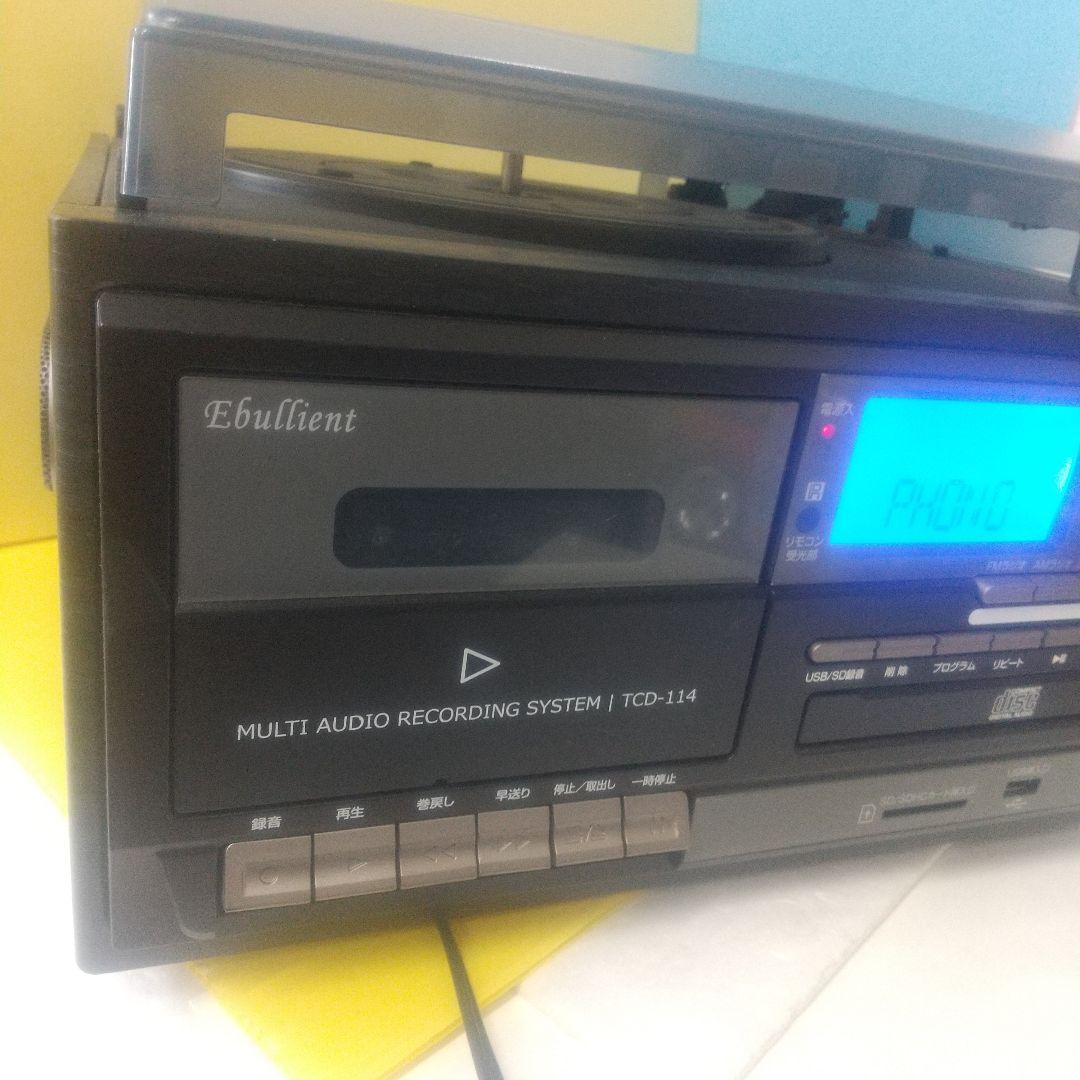 Ebullient
電源入
PHONO
リモコン
受光部
USB/SD録音 削除 プログラム リピート
disc
MULTI AUDIO RECORDING SYSTEM | TCD-114
録音 再生 巻戻し 早送り 停止/取出し 一時停止